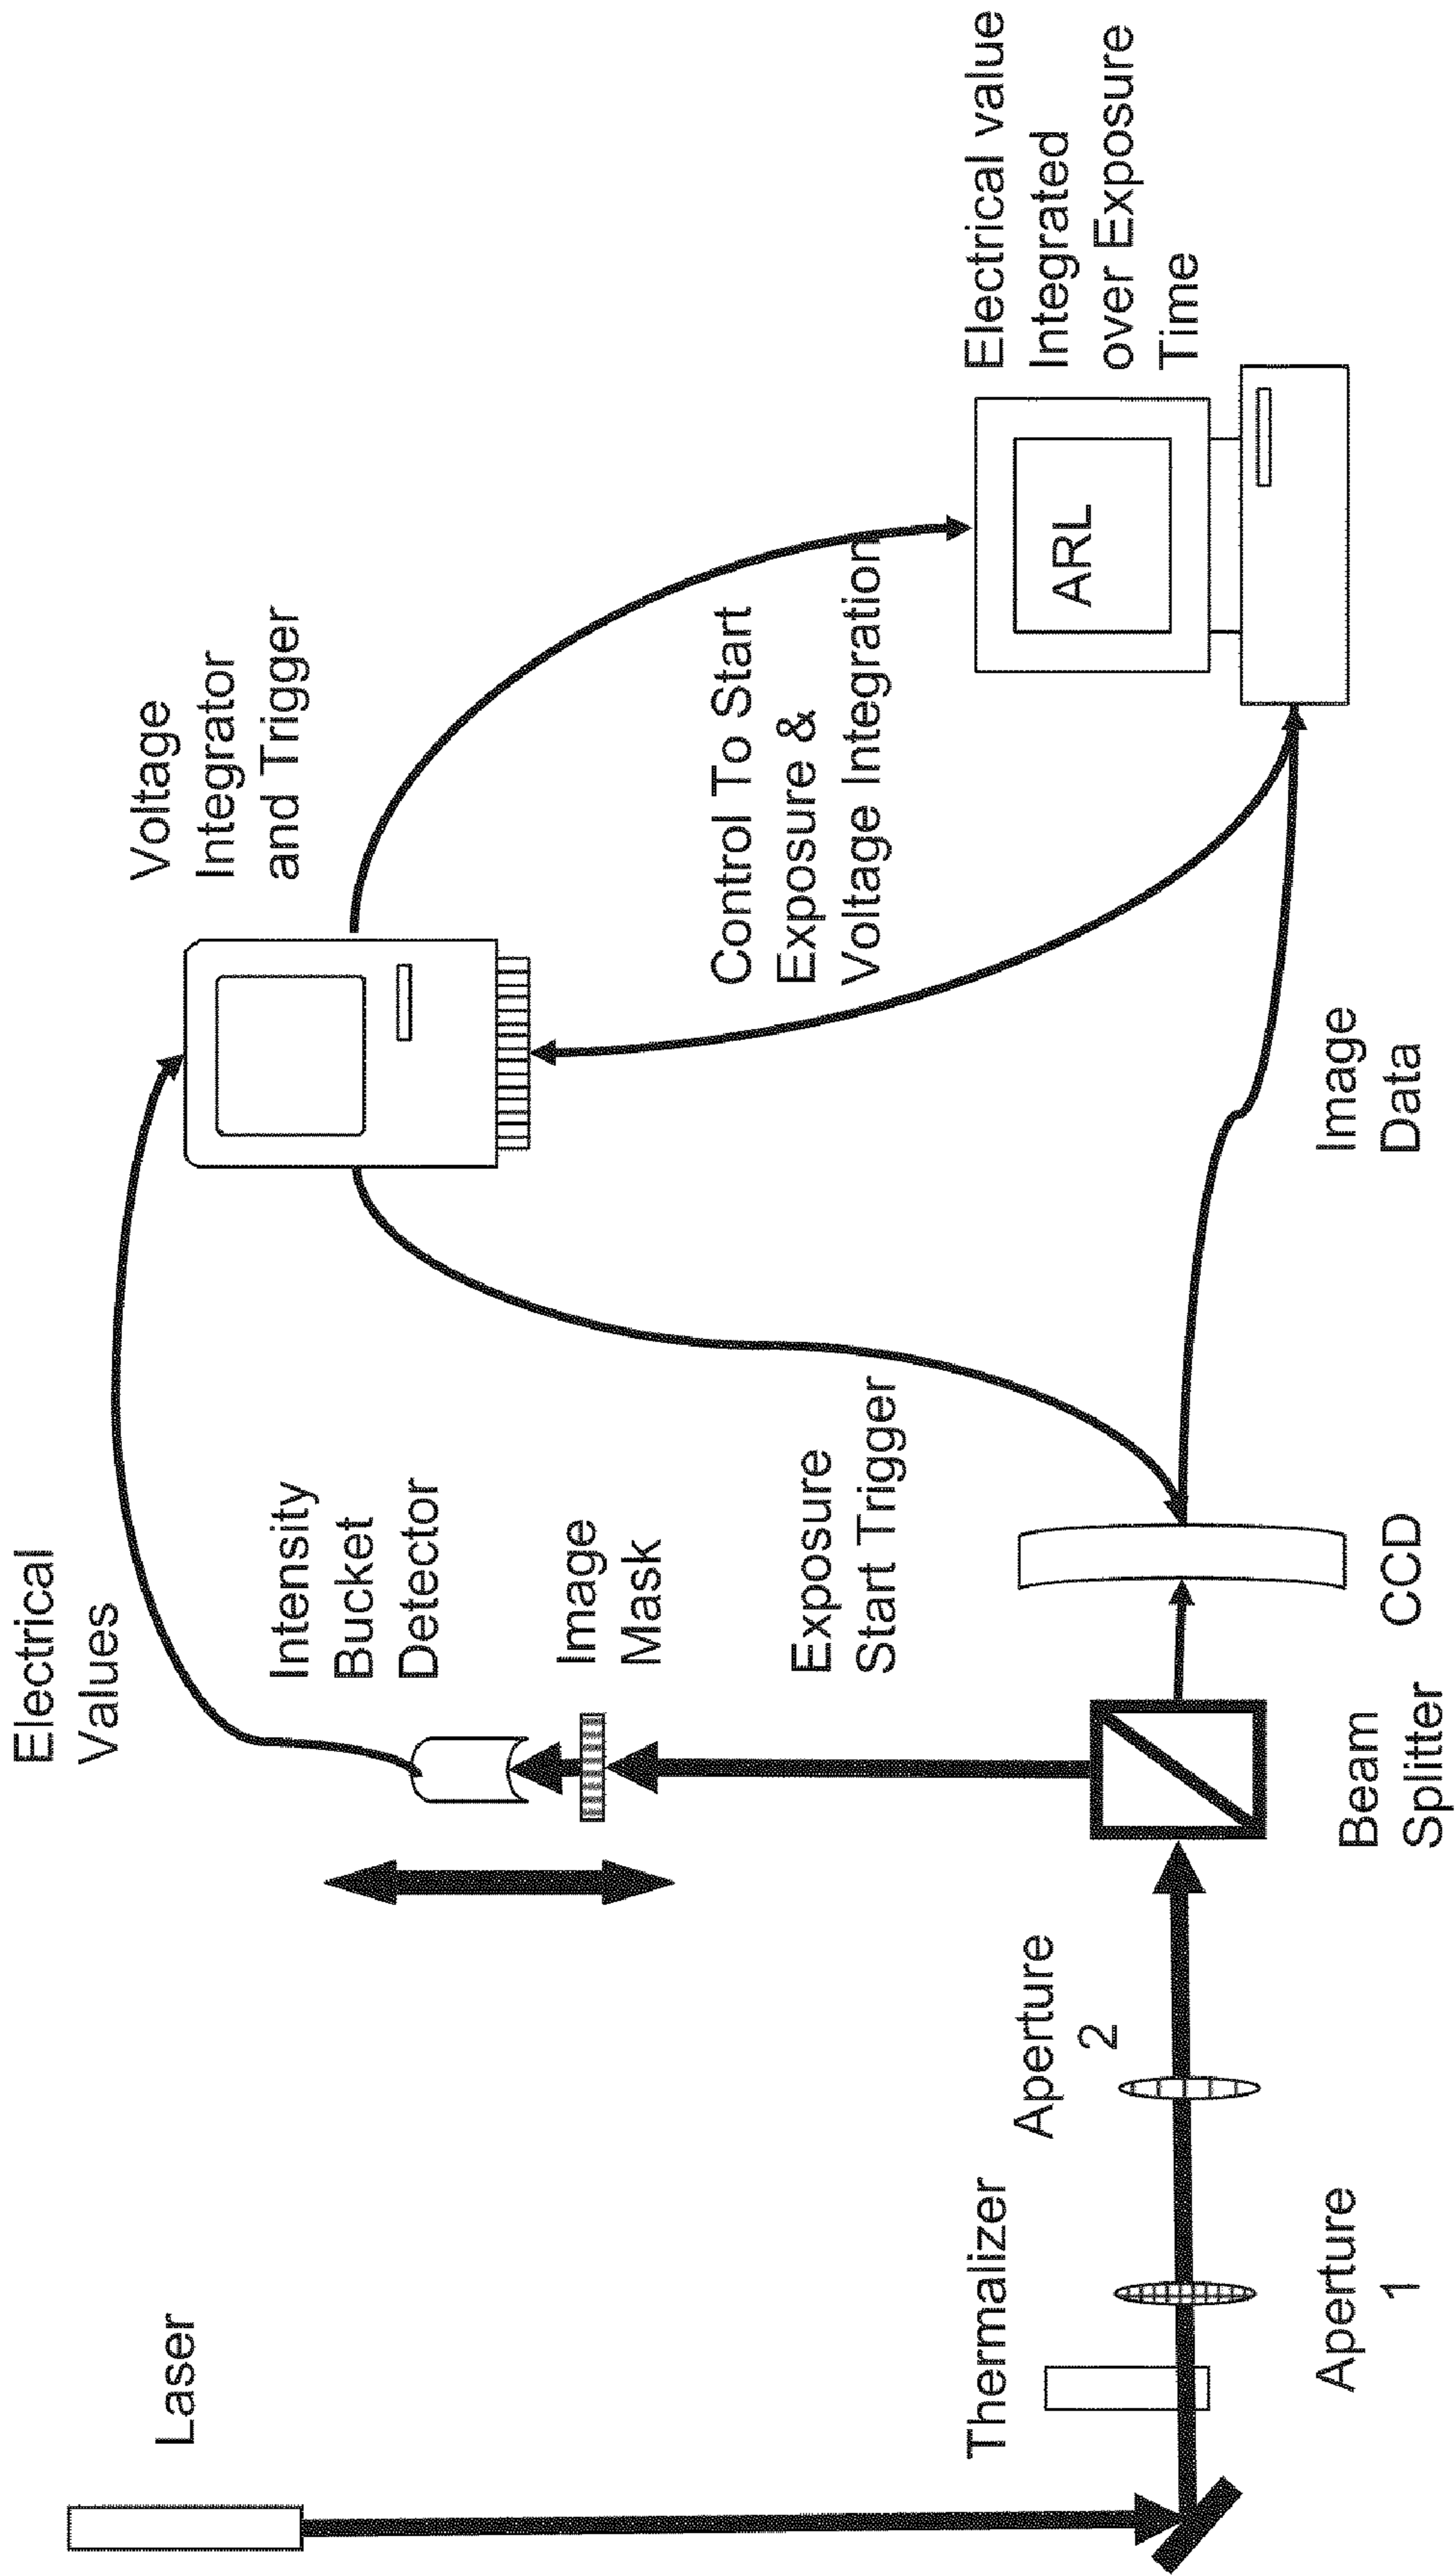 Laser
Thermalizer
Aperture
1
Aperture
2
Beam
Splitter
CCD
Exposure
Start Trigger
Image
Mask
Intensity
Bucket
Detector
Electrical
Values
Voltage
Integrator
and Trigger
Control To Start
Exposure &
Voltage Integration
Image
Data
ARL
Electrical value
Integrated
over Exposure
Time